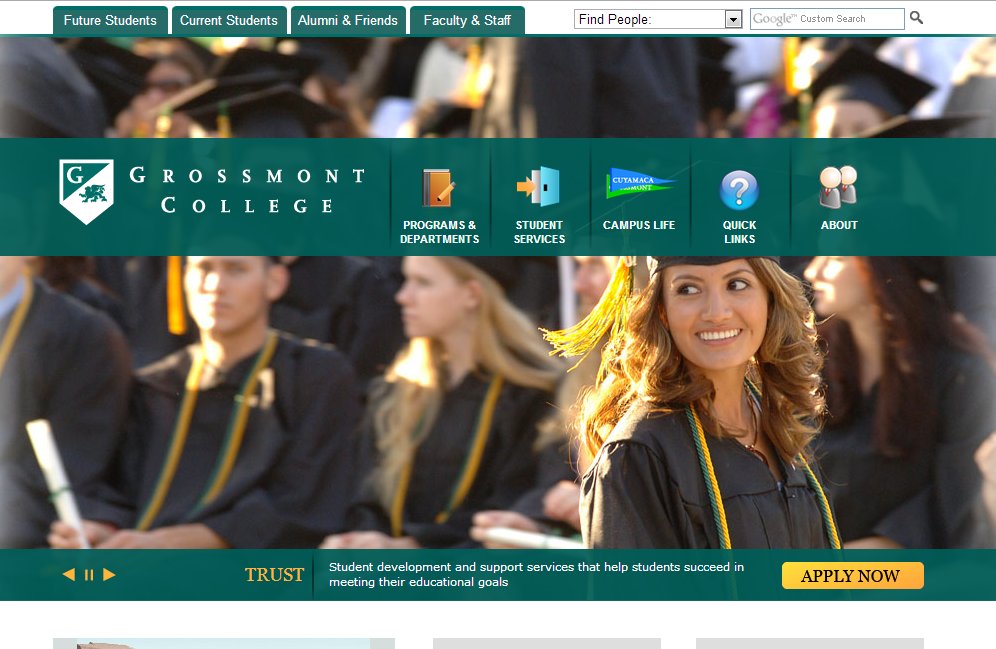 Future Students
Current Students
Alumni & Friends
Faculty & Staff
Find People:
Google™ Custom Search
G
GROSSMONT
COLLEGE
PROGRAMS &
DEPARTMENTS
STUDENT
SERVICES
CUYAMACA
CAMPUS LIFE
?
QUICK
LINKS
ABOUT
TRUST
Student development and support services that help students succeed in
meeting their educational goals
APPLY NOW